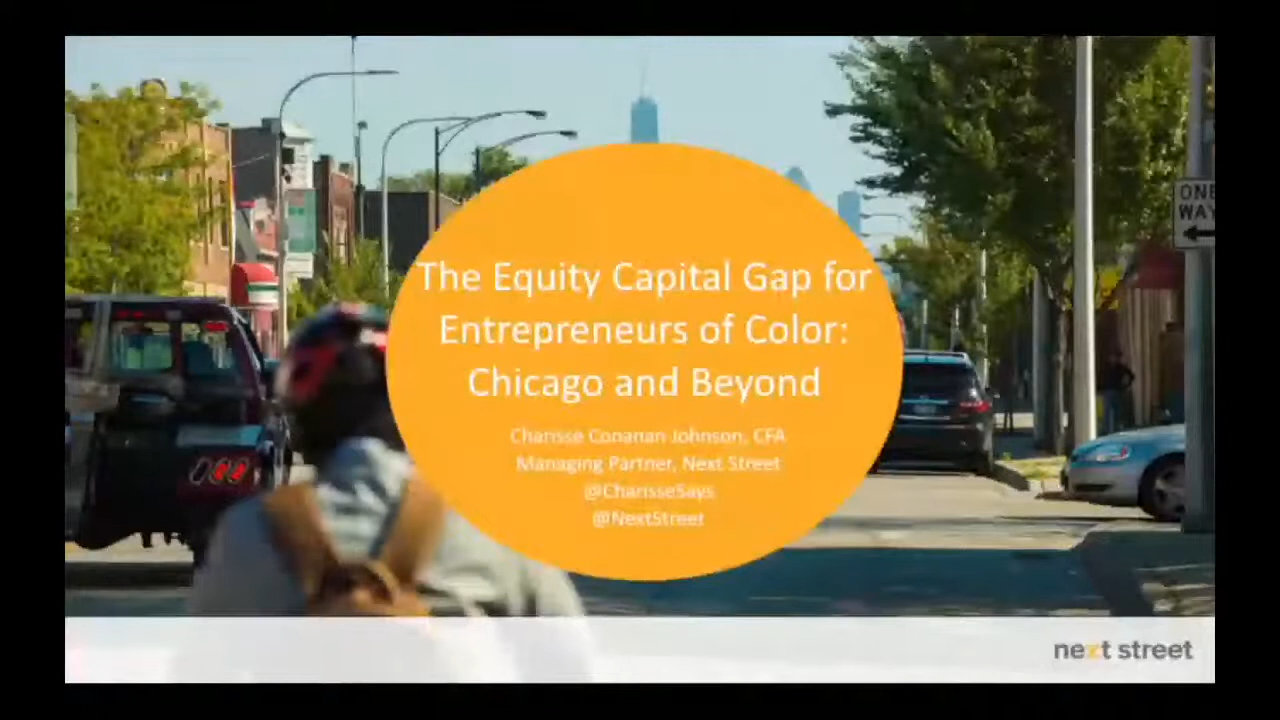 ONE
WAY
The Equity Capital Gap for
Entrepreneurs of Color:
Chicago and Beyond
Charisse Conanan Johnson, CFA
Managing Partner, Next Street
@CharisseSays
@NextStreet
next street